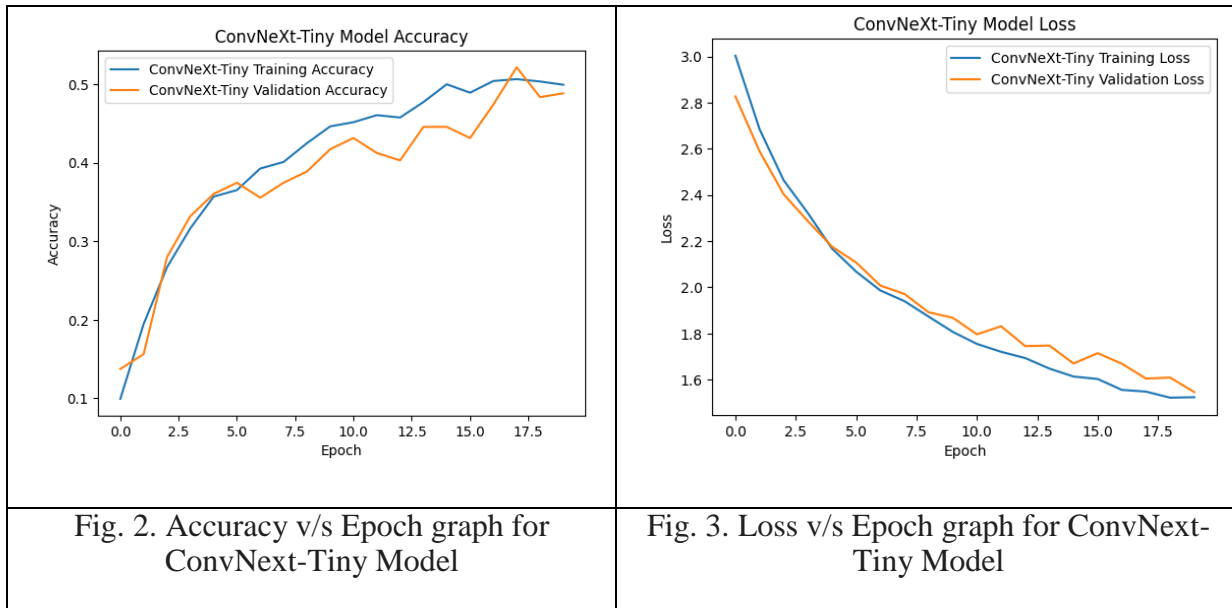 ConvNeXt-Tiny Model Accuracy
ConvNeXt-Tiny Training Accuracy
ConvNeXt-Tiny Validation Accuracy
0.5
0.4
0.3
0.2
0.1
Accuracy
0.0 2.5 5.0 7.5 10.0 12.5 15.0 17.5
Epoch
Fig. 2. Accuracy v/s Epoch graph for
ConvNext-Tiny Model
ConvNeXt-Tiny Model Loss
ConvNeXt-Tiny Training Loss
ConvNeXt-Tiny Validation Loss
3.0
2.8
2.6
2.4
2.2
2.0
1.8
1.6
Loss
0.0 2.5 5.0 7.5 10.0 12.5 15.0 17.5
Epoch
Fig. 3. Loss v/s Epoch graph for ConvNext-
Tiny Model